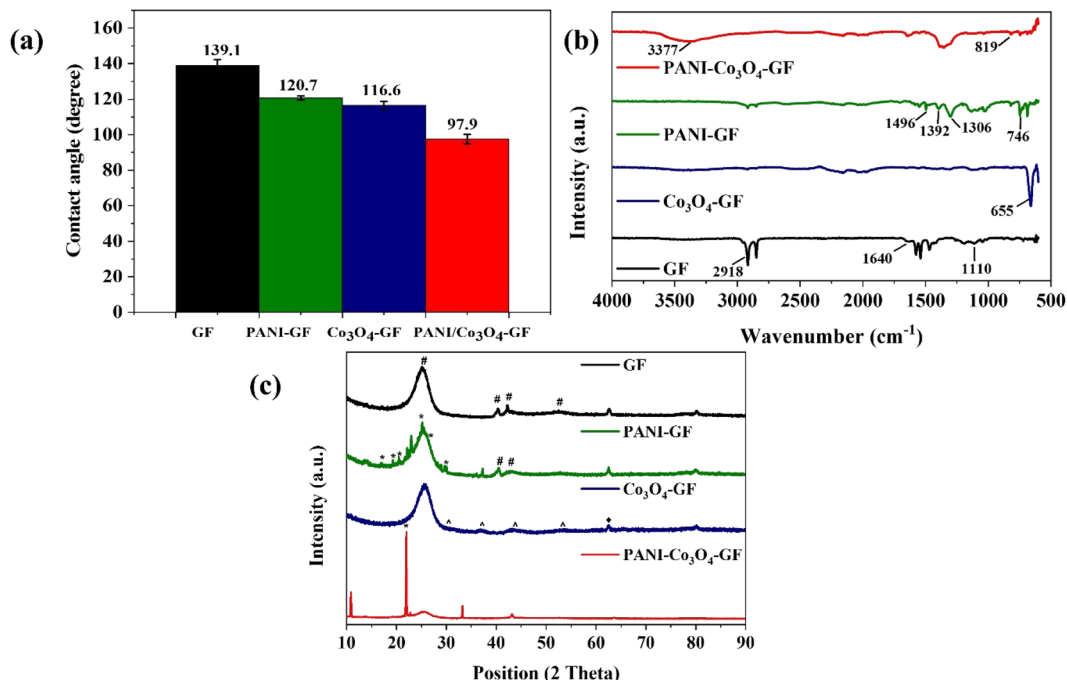 (a)
160
140
120
100
80
60
40
20
0
Contact angle (degree)
139.1
120.7
116.6
97.9
GF PANI-GF Co₃O₄-GF PANI/Co₃O₄-GF
(b)
Intensity (a.u.)
3377
819
PANI-Co₃O₄-GF
PANI-GF
1496 1392 1306 746
Co₃O₄-GF
655
2918
1640
1110
GF
4000 3000 2000 1000 500
Wavenumber (cm⁻¹)
(c)
Intensity (a.u.)
# # # #
GF
* * * * * * # #
PANI-GF
^ ^ ^ ^ ♦
Co₃O₄-GF
*
PANI-Co₃O₄-GF
10 20 30 40 50 60 70 80 90
Position (2 Theta)